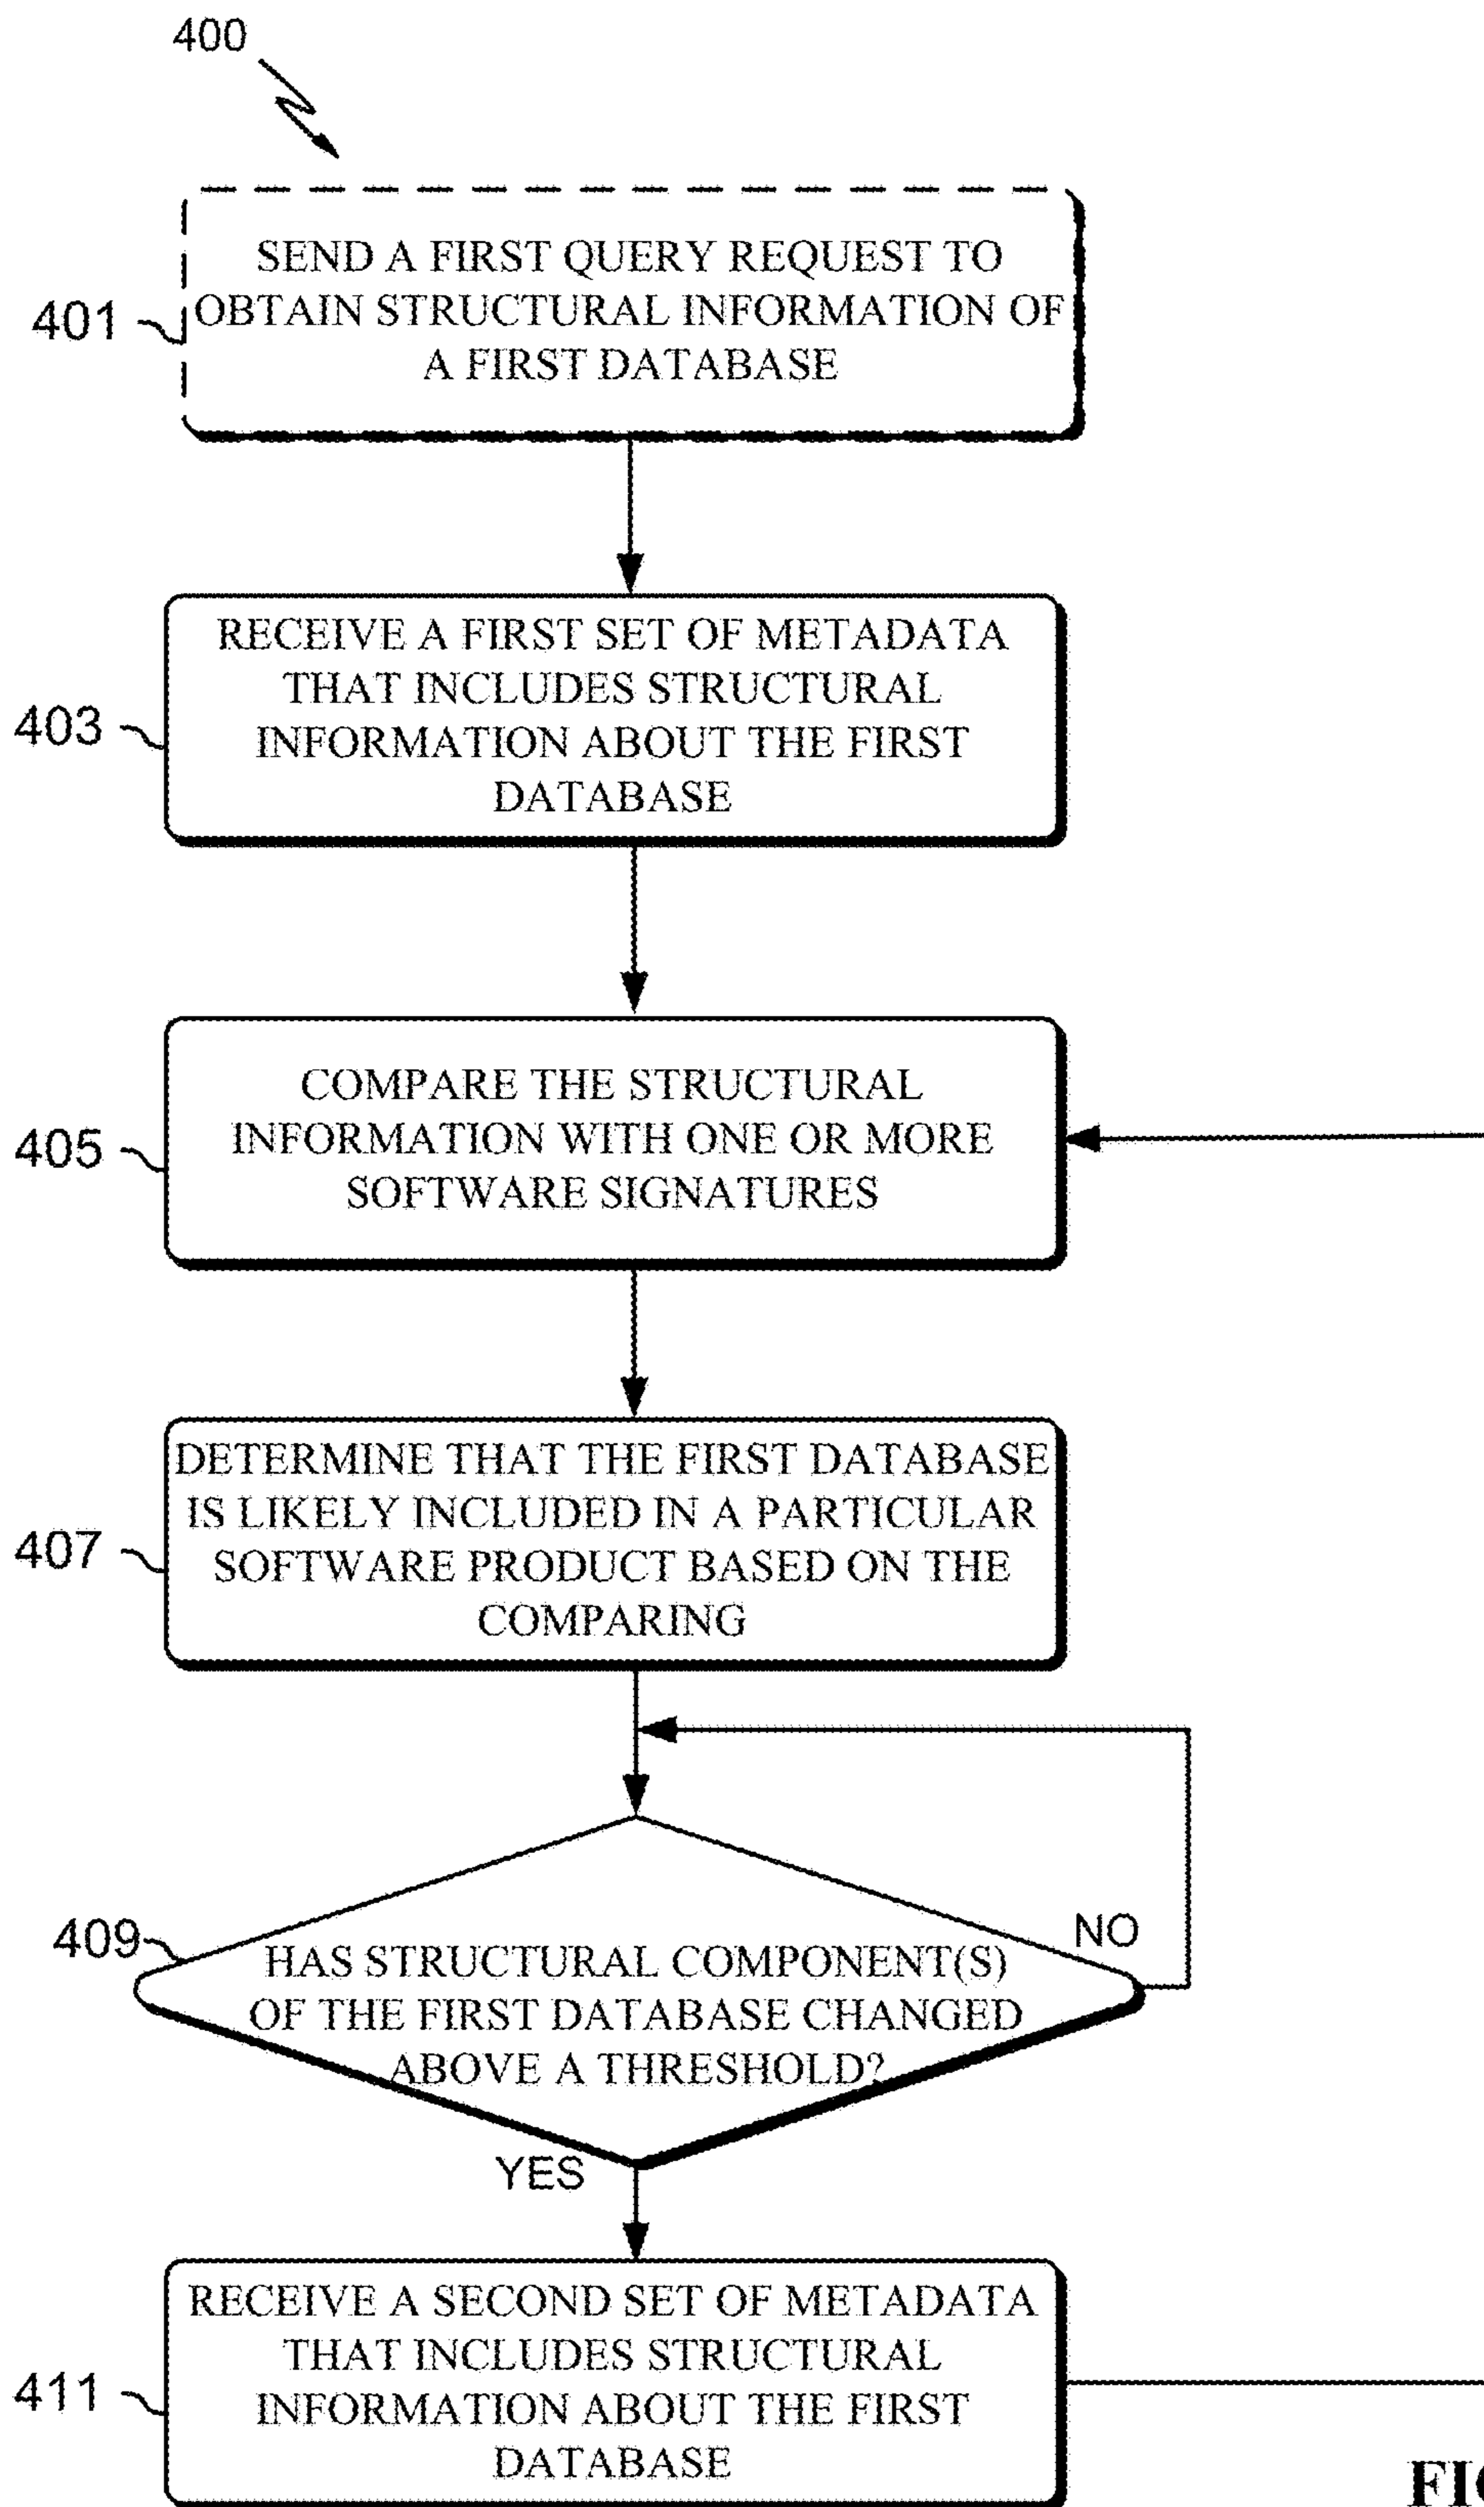 400
SEND A FIRST QUERY REQUEST TO
OBTAIN STRUCTURAL INFORMATION OF
A FIRST DATABASE
401
RECEIVE A FIRST SET OF METADATA
THAT INCLUDES STRUCTURAL
INFORMATION ABOUT THE FIRST
DATABASE
403
COMPARE THE STRUCTURAL
INFORMATION WITH ONE OR MORE
SOFTWARE SIGNATURES
405
DETERMINE THAT THE FIRST DATABASE
IS LIKELY INCLUDED IN A PARTICULAR
SOFTWARE PRODUCT BASED ON THE
COMPARING
407
409
NO
HAS STRUCTURAL COMPONENT(S)
OF THE FIRST DATABASE CHANGED
ABOVE A THRESHOLD?
YES
RECEIVE A SECOND SET OF METADATA
THAT INCLUDES STRUCTURAL
INFORMATION ABOUT THE FIRST
DATABASE
411